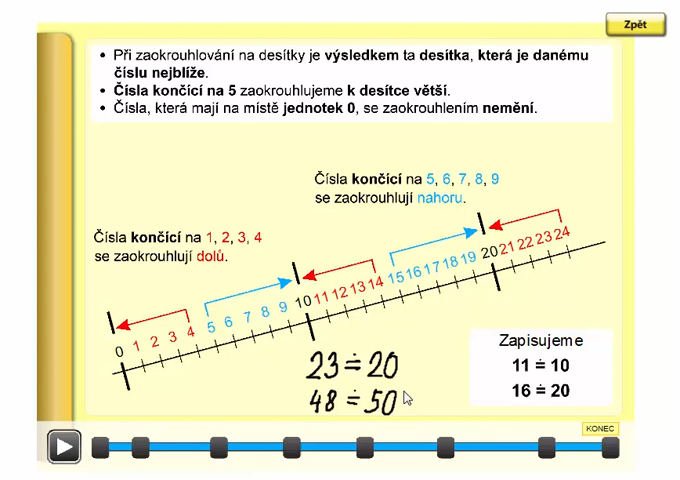 Zpět
• Při zaokrouhlování na desítky je výsledkem ta desítka, která je danému
číslu nejblíže.
• Čísla končící na 5 zaokrouhlujeme k desítce větší.
• Čísla, která mají na místě jednotek 0, se zaokrouhlením nemění.
Čísla končící na 5, 6, 7, 8, 9
se zaokrouhlují nahoru.
Čísla končící na 1, 2, 3, 4
se zaokrouhlují dolů.
0 1 2 3 4 5 6 7 8 9 10 11 12 13 14 15 16 17 18 19 20 21 22 23 24
Zapisujeme
11 ≐ 10
16 ≐ 20
23 ≐ 20
48 ≐ 50
KONEC